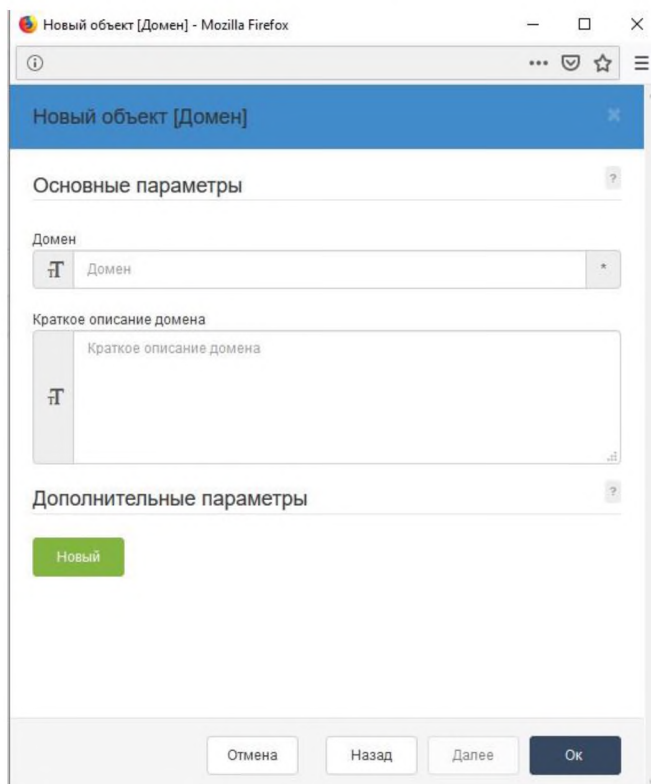 Новый объект [Домен] - Mozilla Firefox
Новый объект [Домен]
Основные параметры
?
Домен
Домен
*
Краткое описание домена
Краткое описание домена
Дополнительные параметры
?
Новый
Отмена Назад Далее Ок